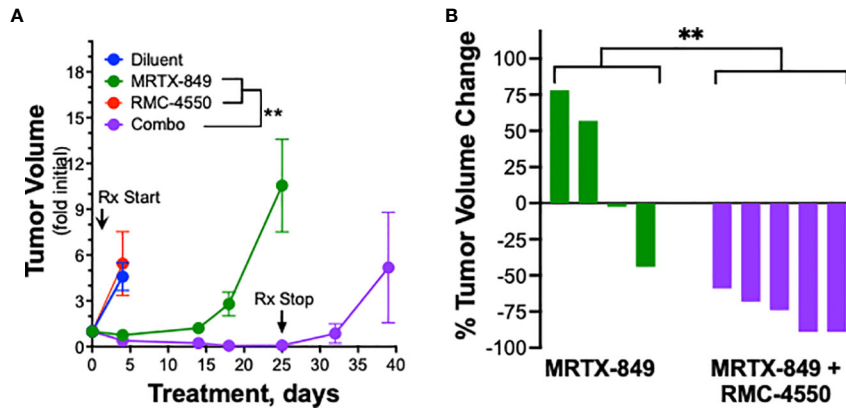 A
Tumor Volume
(fold initial)
18
15
12
9
6
3
0
Diluent
MRTX-849
RMC-4550
Combo
**
Rx Start
Rx Stop
0 5 10 15 20 25 30 35 40
Treatment, days
B
% Tumor Volume Change
100
75
50
25
0
-25
-50
-75
-100
**
MRTX-849
MRTX-849 +
RMC-4550